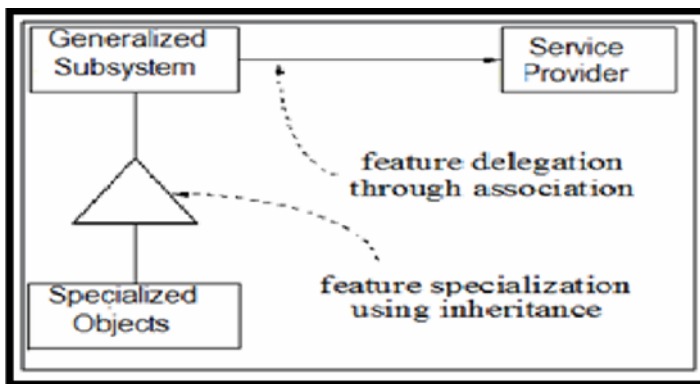 Generalized
Subsystem
Service
Provider
feature delegation
through association
feature specialization
using inheritance
Specialized
Objects